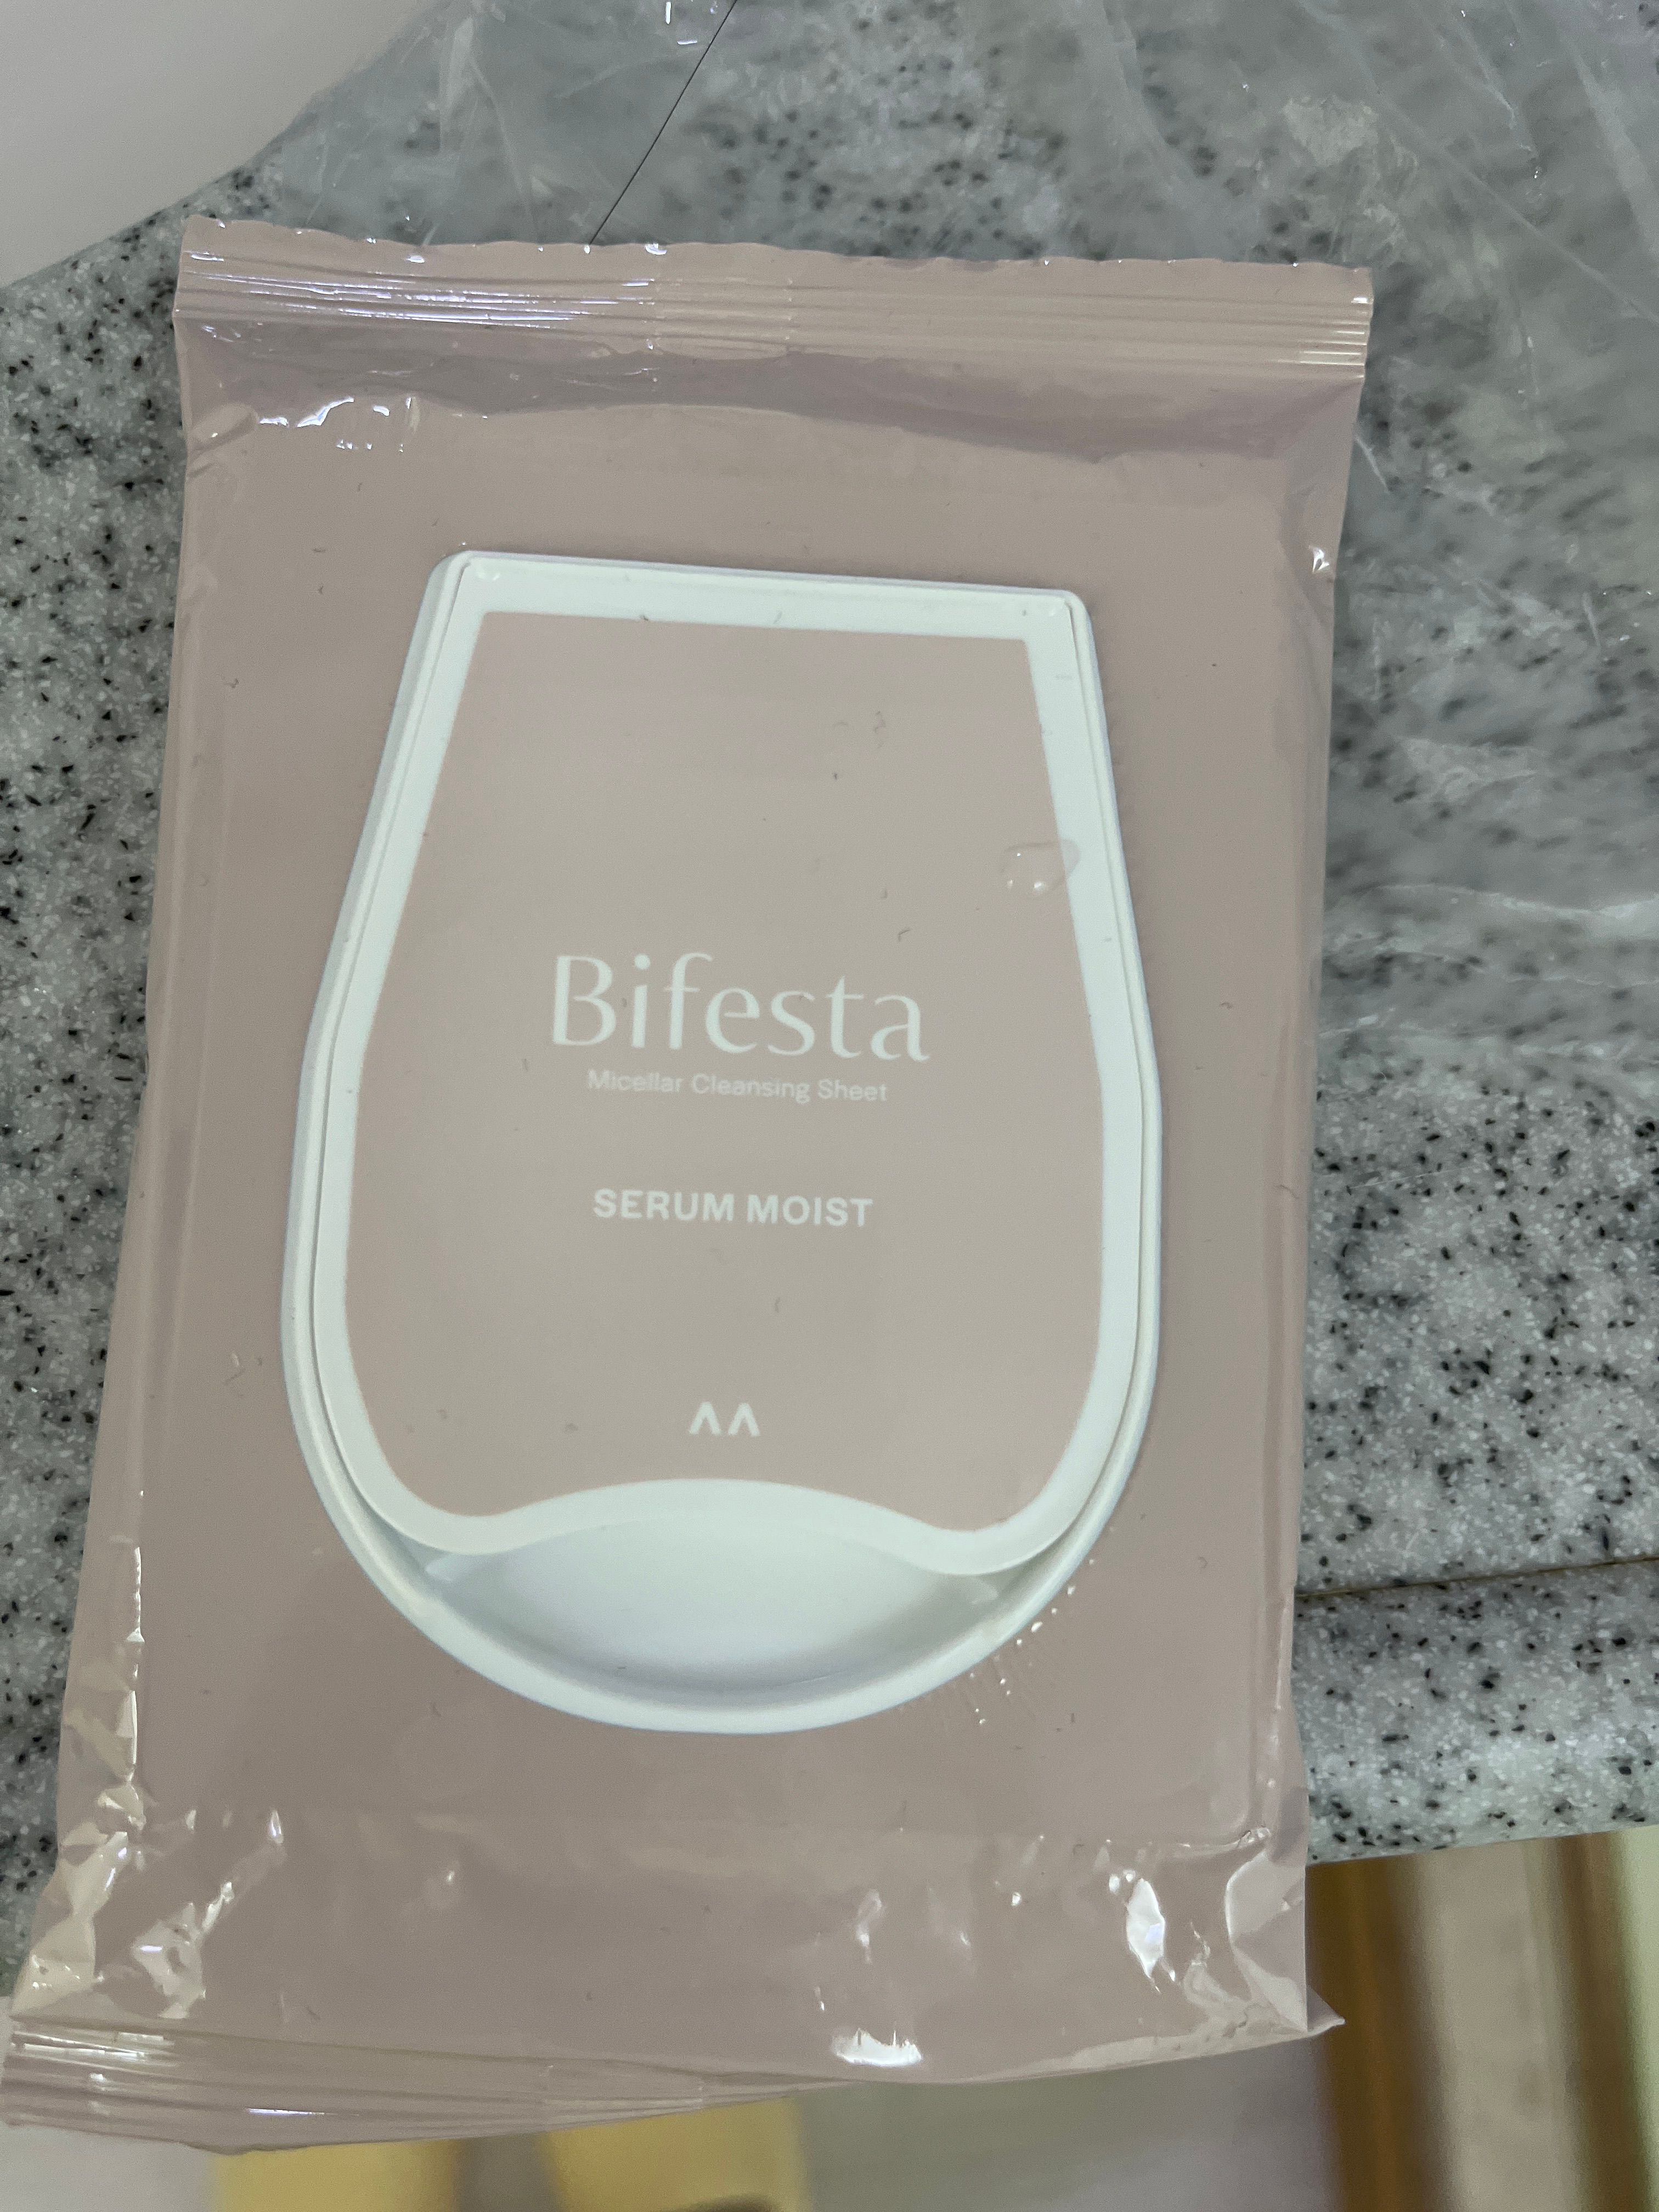 Bifesta
Micellar Cleansing Sheet
SERUM MOIST